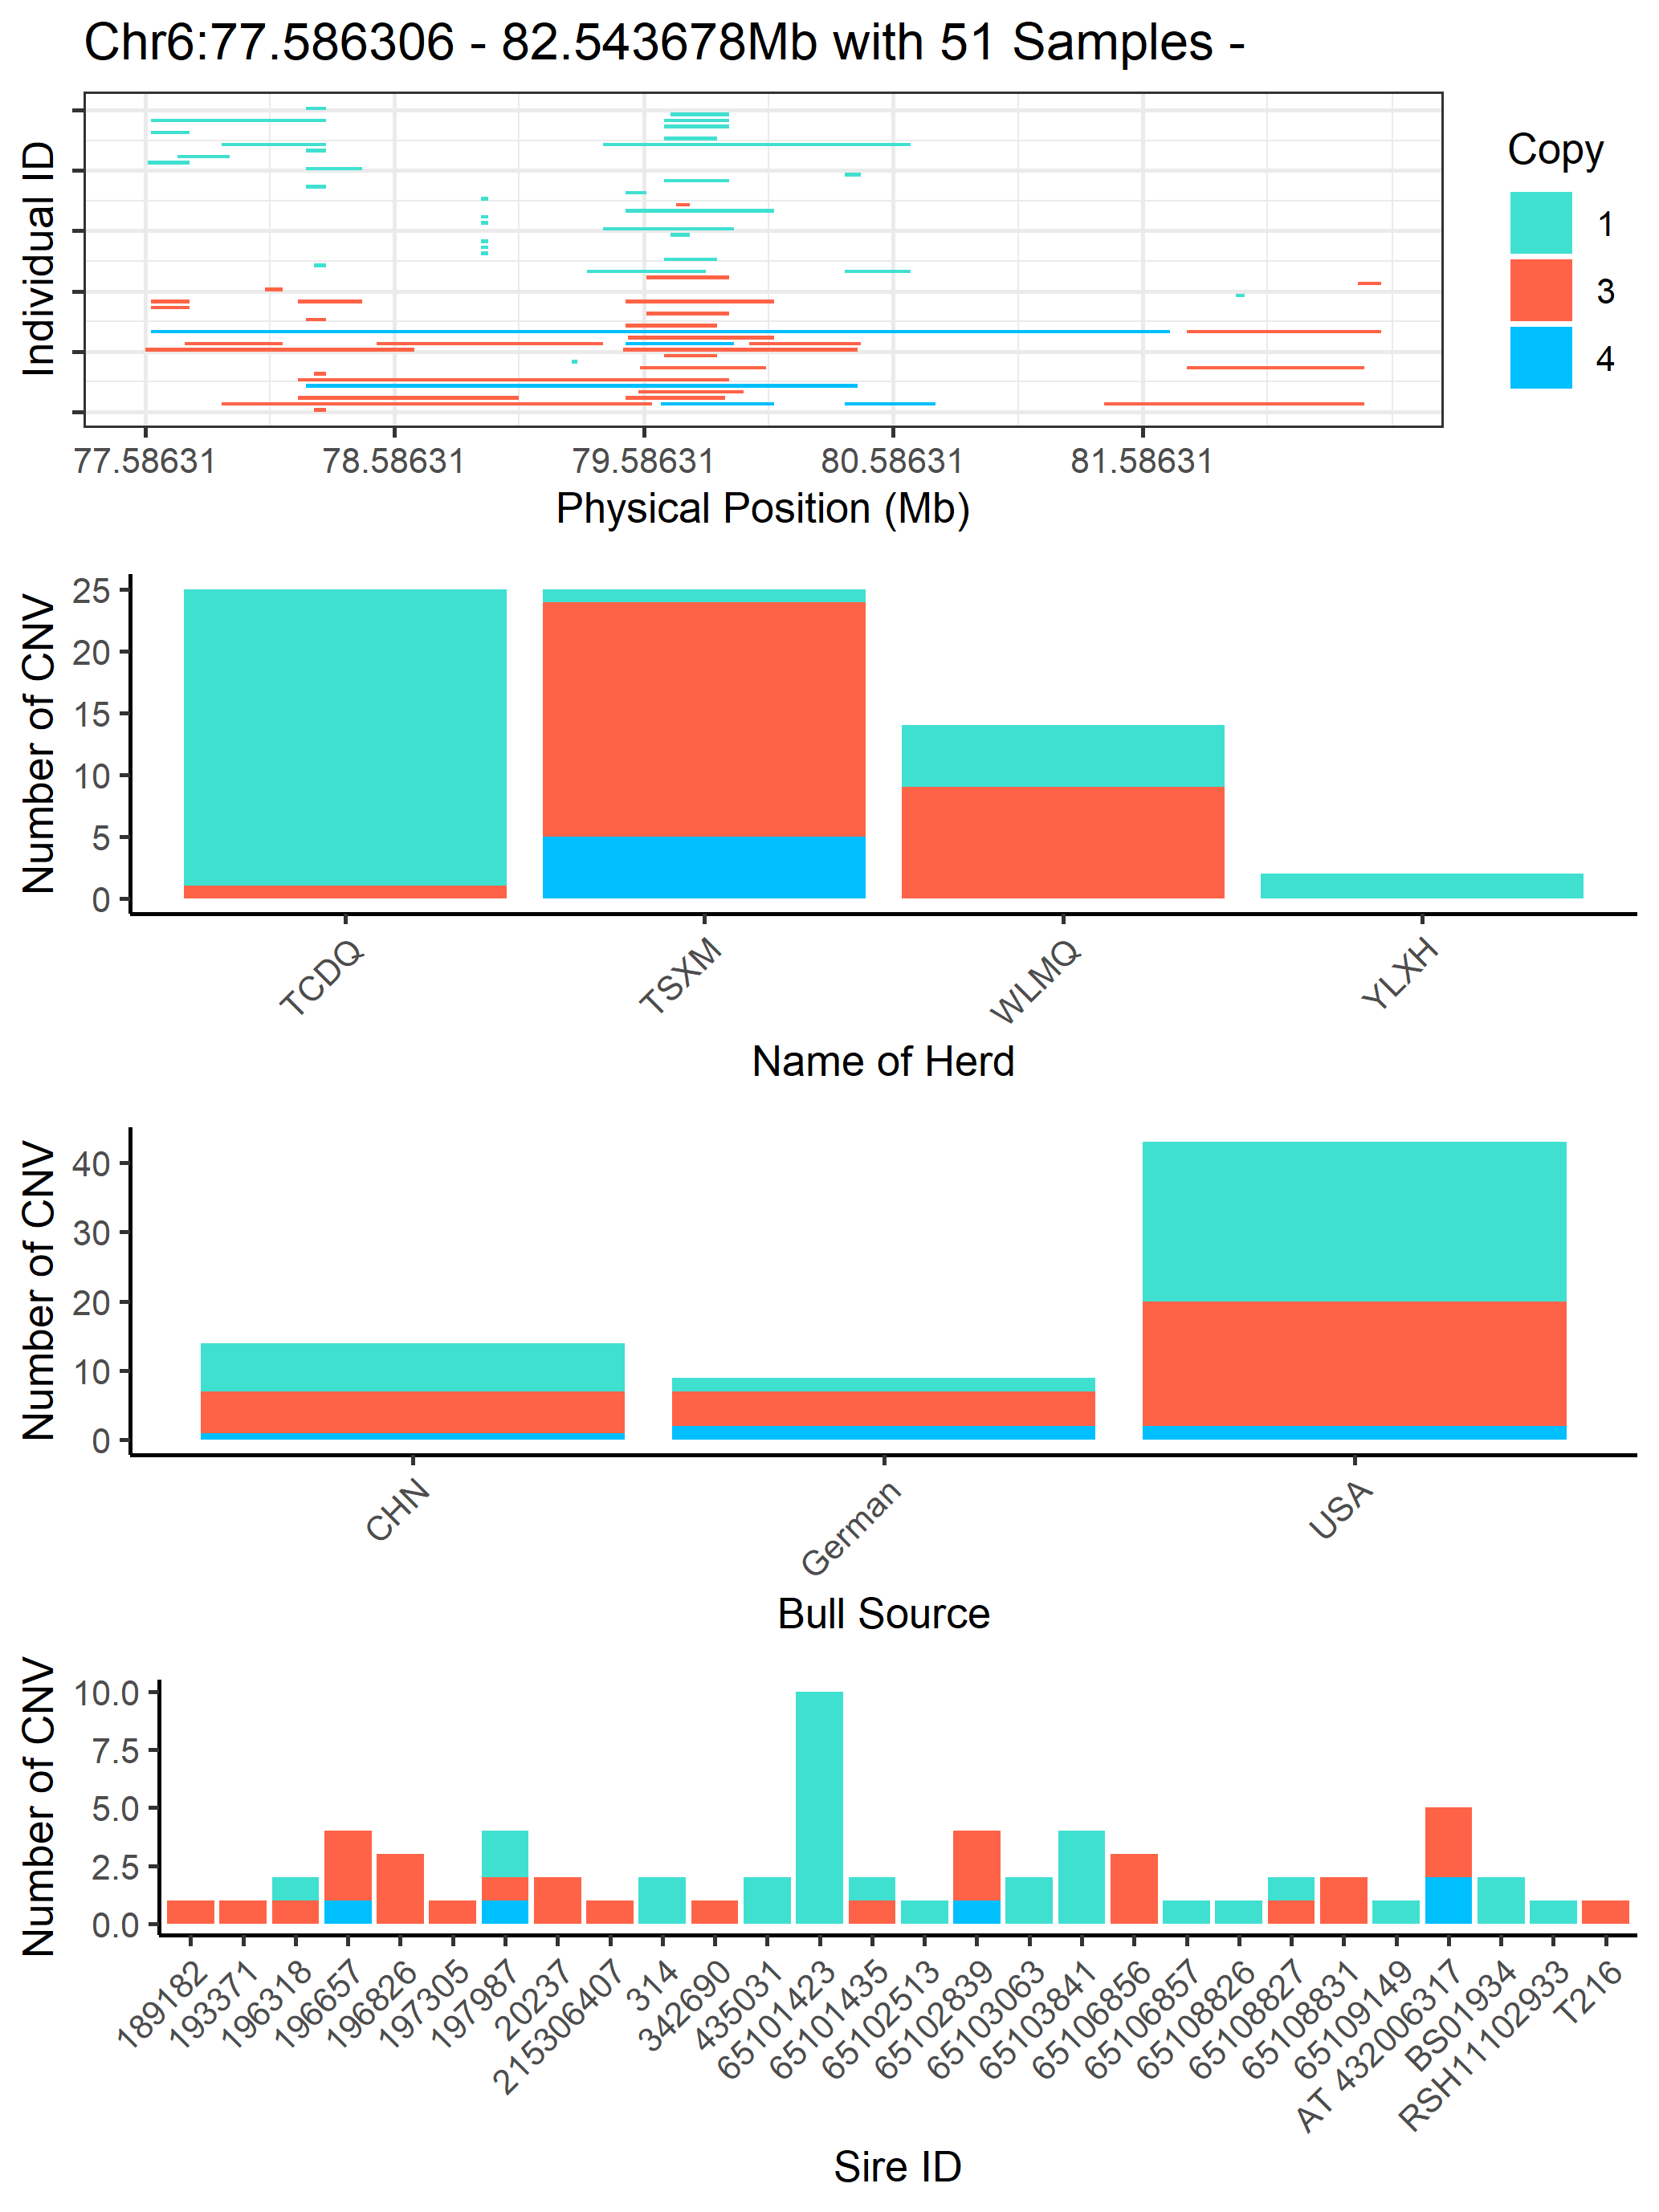 Chr6:77.586306 - 82.543678Mb with 51 Samples -
Individual ID
77.58631 78.58631 79.58631 80.58631 81.58631
Physical Position (Mb)
Copy
1
3
4
Number of CNV
25
20
15
10
5
0
TCDQ TSXM WLMQ YLXH
Name of Herd
Number of CNV
40
30
20
10
0
CHN German USA
Bull Source
Number of CNV
10.0
7.5
5.0
2.5
0.0
189182 193371 196318 196657 196826 197305 197987 20237 215306407 314 342690 435031 65101423 65101435 65102513 65102839 65103063 65103841 65106856 65106857 65108826 65108827 65108831 65109149 AT 432006317 BS01934 RSH11102933 T216
Sire ID